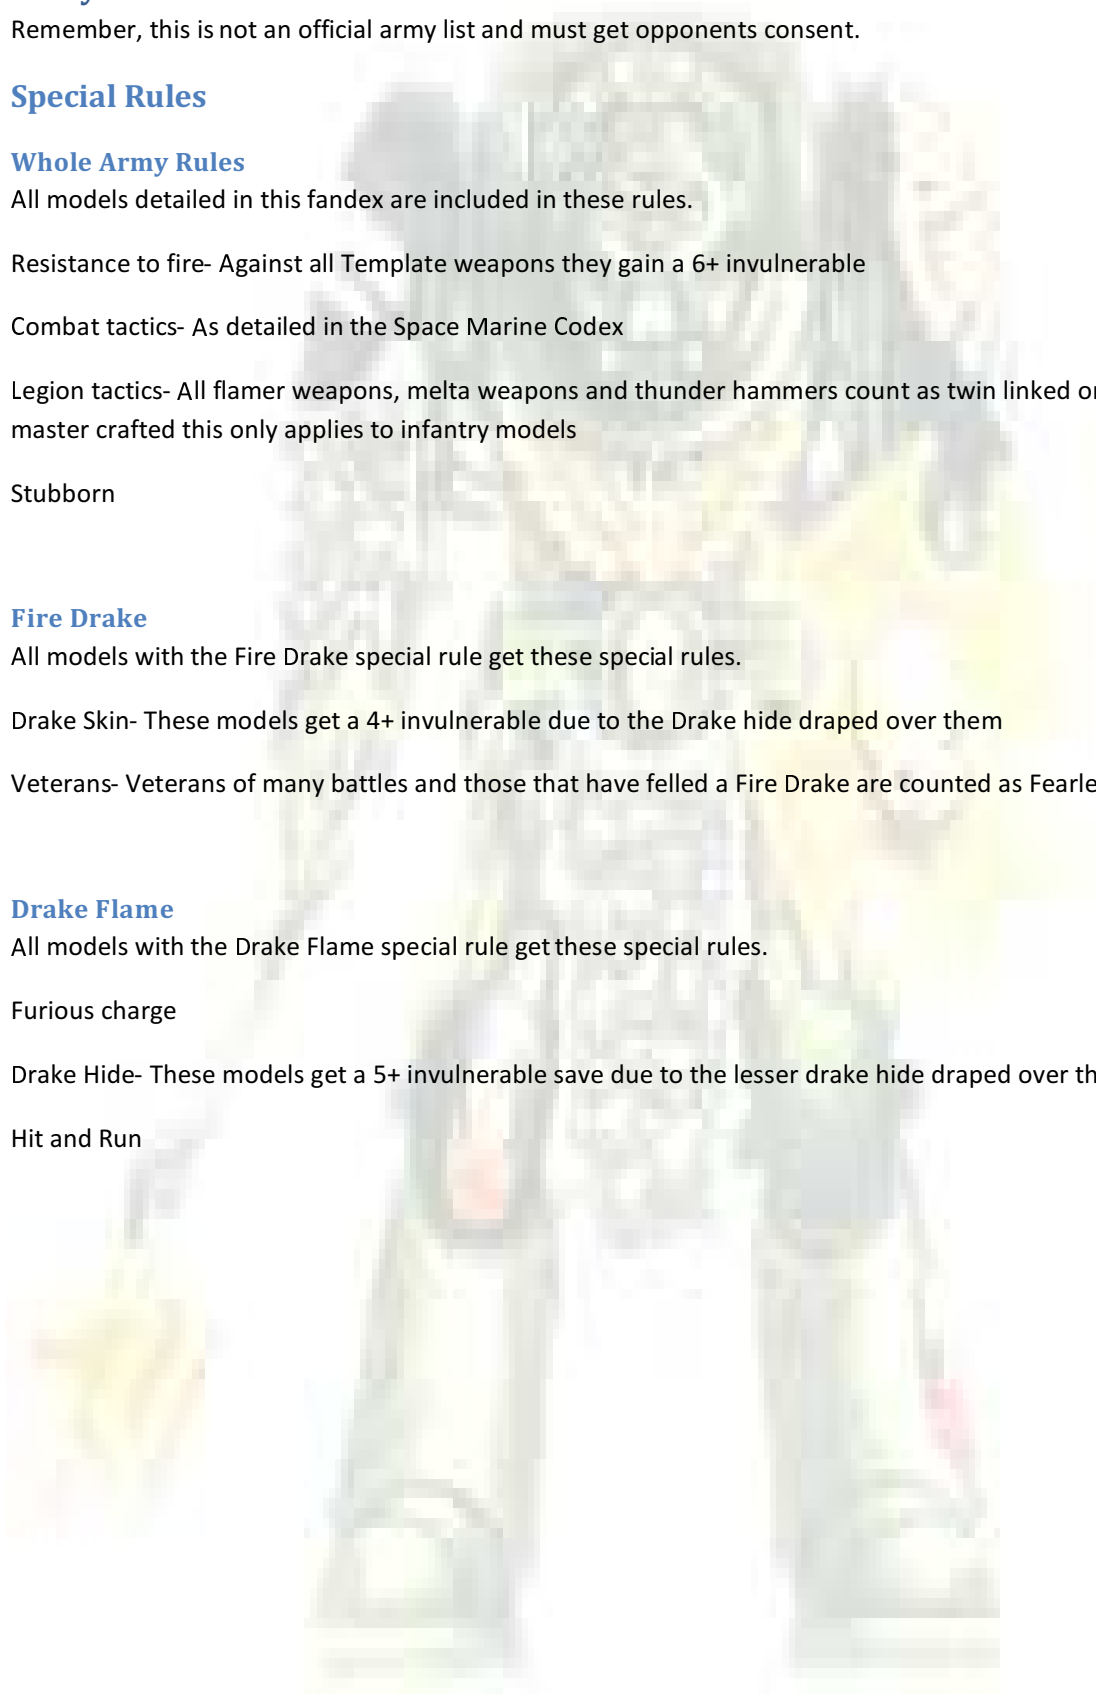 Remember, this is not an official army list and must get opponents consent.
Special Rules
Whole Army Rules
All models detailed in this fandex are included in these rules.
Resistance to fire- Against all Template weapons they gain a 6+ invulnerable
Combat tactics- As detailed in the Space Marine Codex
Legion tactics- All flamer weapons, melta weapons and thunder hammers count as twin linked or
master crafted this only applies to infantry models
Stubborn
Fire Drake
All models with the Fire Drake special rule get these special rules.
Drake Skin- These models get a 4+ invulnerable due to the Drake hide draped over them
Veterans- Veterans of many battles and those that have felled a Fire Drake are counted as Fearle
Drake Flame
All models with the Drake Flame special rule get these special rules.
Furious charge
Drake Hide- These models get a 5+ invulnerable save due to the lesser drake hide draped over th
Hit and Run